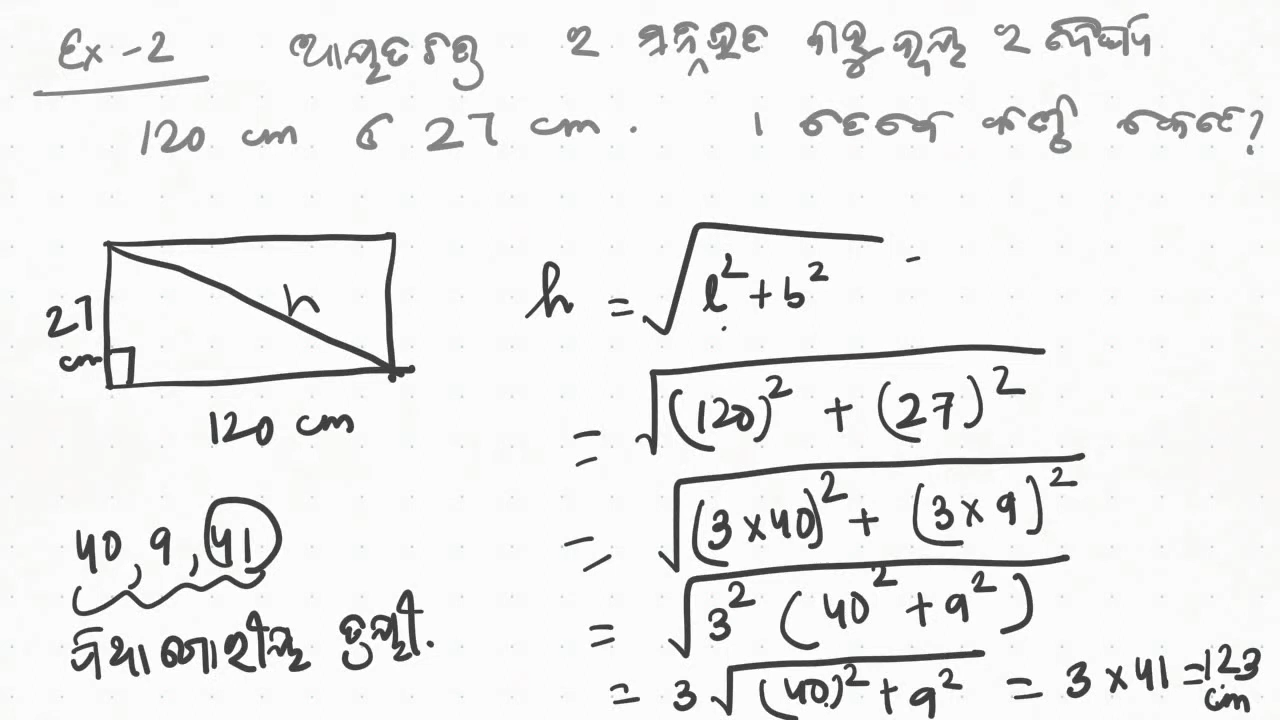 Ex - 2 ଆୟତଚିତ୍ର ର ସନ୍ନିହିତ ବାହୁ ଦ୍ୱୟ ର ଦୈର୍ଘ୍ୟ
120 cm ଓ 27 cm . । ତେବେ କର୍ଣ୍ଣ କେତେ?
27 cm
h
120 cm
h = √(l² + b²)
= √((120)² + (27)²)
= √((3 × 40)² + (3 × 9)²)
= √(3² (40² + 9²))
= 3 √((40)² + 9²) = 3 × 41 = 123 cm
40, 9, 41
ପିଥାଗୋରୀୟ ତ୍ରୟୀ.